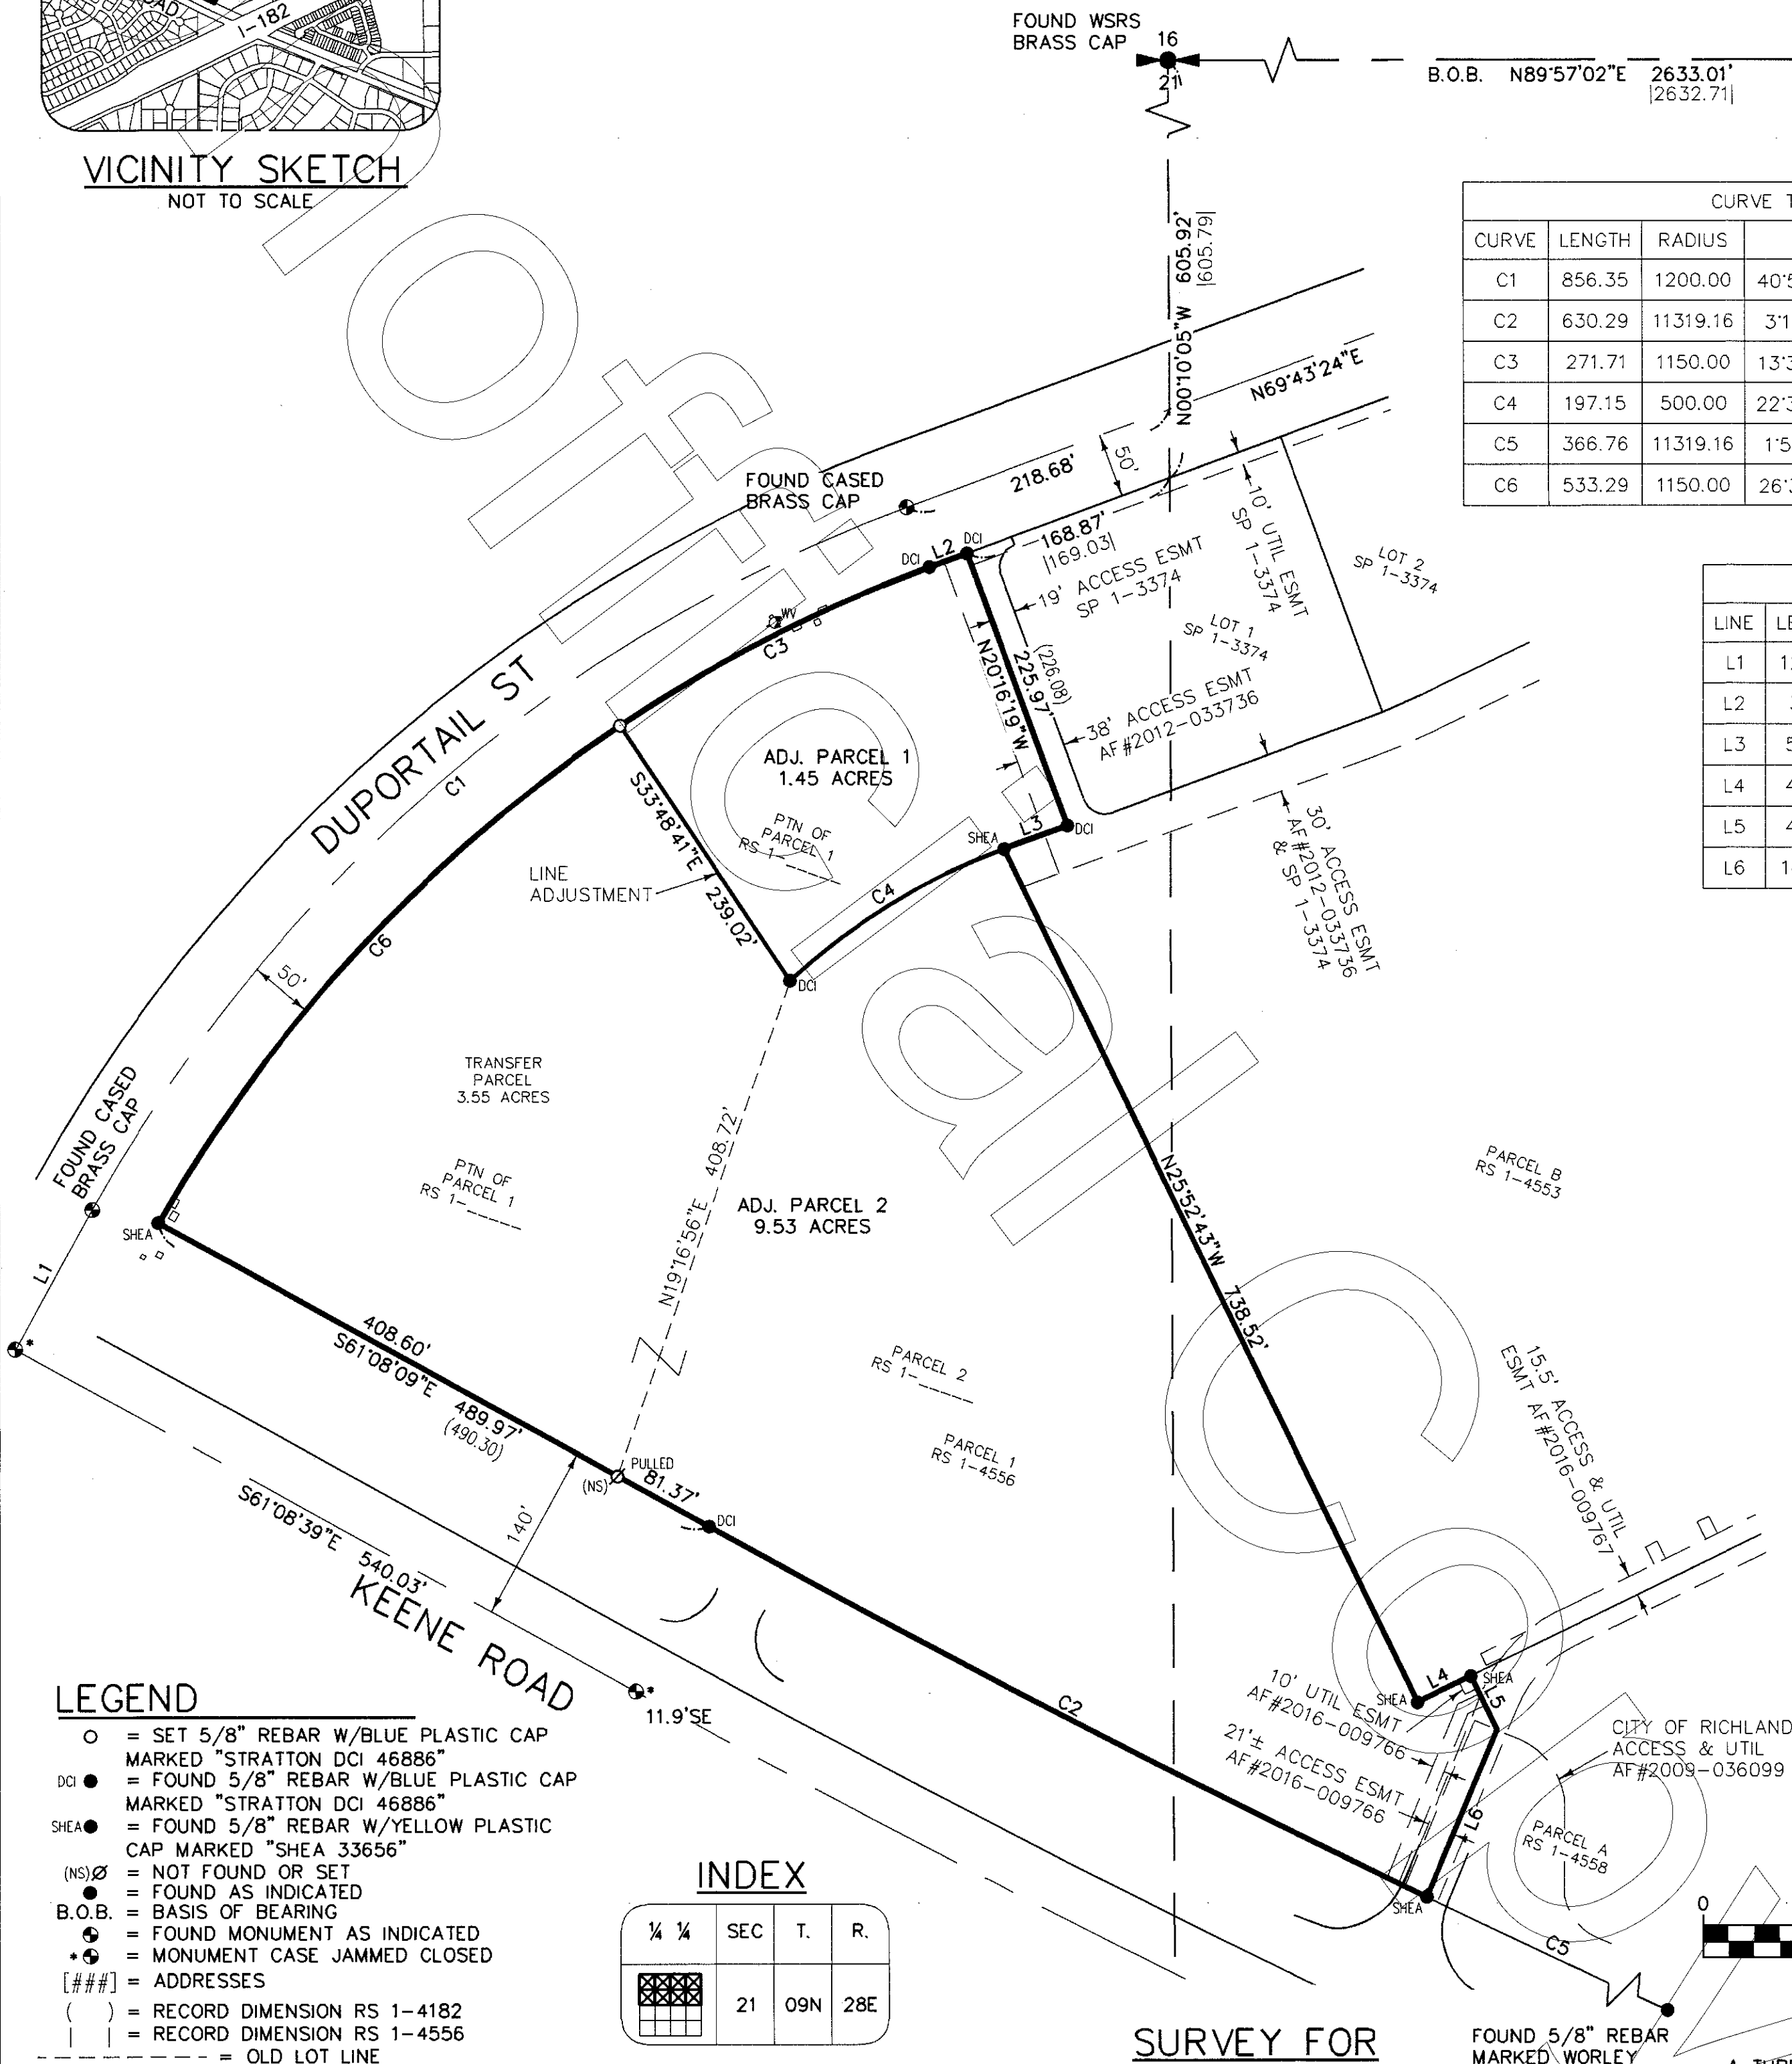 ROAD
I-182
VICINITY SKETCH
NOT TO SCALE
FOUND WSRS
BRASS CAP
16
21
B.O.B. N89°57'02"E 2633.01'
|2632.71|
N00°10'05"W 605.92'
|605.79|
CURVE
CURVE LENGTH RADIUS
C1 856.35 1200.00
C2 630.29 11319.16
C3 271.71 1150.00
C4 197.15 500.00
C5 366.76 11319.16
C6 533.29 1150.00
LINE
L1
L2
L3
L4
L5
L6
N69°43'24"E
218.68'
50'
FOUND CASED
BRASS CAP
DCI
L2
DCI
168.87'
|169.03|
19' ACCESS ESMT
SP 1-3374
10' UTIL ESMT
SP 1-3374
LOT 2
SP 1-3374
LOT 1
SP 1-3374
38' ACCESS ESMT
AF#2012-033736
(226.08)
225.97'
N20°16'19"W
30' ACCESS ESMT
AF#2012-033736
& SP 1-3374
WV
C3
DUPORTAIL ST
C1
C6
50'
ADJ. PARCEL 1
1.45 ACRES
PTN OF
PARCEL 1
RS 1-______
S33°48'41"E 239.02'
LINE
ADJUSTMENT
SHEA
L3
DCI
C4
DCI
TRANSFER
PARCEL
3.55 ACRES
PTN OF
PARCEL 1
RS 1-______
N19°16'56"E 408.72'
ADJ. PARCEL 2
9.53 ACRES
N25°52'43"W 738.52'
PARCEL B
RS 1-4553
FOUND CASED
BRASS CAP
SHEA
L1
*
408.60'
S61°08'09"E 489.97'
(490.30)
PARCEL 2
RS 1-______
PARCEL 1
RS 1-4556
PULLED
(NS)
81.37'
DCI
140'
S61°08'39"E 540.03'
KEENE ROAD
*
11.9'SE
C2
15.5' ACCESS & UTIL
ESMT AF#2016-009767
L4
SHEA
SHEA
L5
10' UTIL ESMT
AF#2016-009766
21'± ACCESS ESMT
AF#2016-009766
CITY OF RICHLAND
ACCESS & UTIL
AF#2009-036099
L6
PARCEL A
RS 1-4558
SHEA
C5
0
LEGEND
= SET 5/8" REBAR W/BLUE PLASTIC CAP
MARKED "STRATTON DCI 46886"
DCI = FOUND 5/8" REBAR W/BLUE PLASTIC CAP
MARKED "STRATTON DCI 46886"
SHEA = FOUND 5/8" REBAR W/YELLOW PLASTIC
CAP MARKED "SHEA 33656"
(NS) = NOT FOUND OR SET
= FOUND AS INDICATED
B.O.B. = BASIS OF BEARING
= FOUND MONUMENT AS INDICATED
* = MONUMENT CASE JAMMED CLOSED
[###] = ADDRESSES
( ) = RECORD DIMENSION RS 1-4182
| | = RECORD DIMENSION RS 1-4556
= OLD LOT LINE
INDEX
¼ ¼ SEC T. R.
21 09N 28E
SURVEY FOR
FOUND 5/8" REBAR
MARKED WORLEY
Unofficial Copy